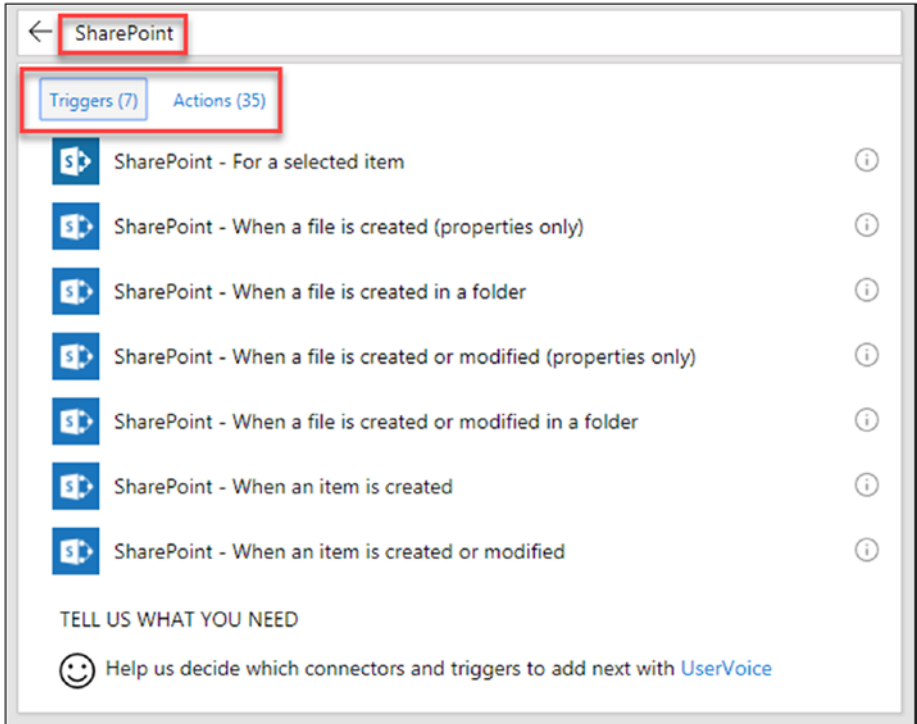 SharePoint
Triggers (7) Actions (35)
SharePoint - For a selected item
SharePoint - When a file is created (properties only)
SharePoint - When a file is created in a folder
SharePoint - When a file is created or modified (properties only)
SharePoint - When a file is created or modified in a folder
SharePoint - When an item is created
SharePoint - When an item is created or modified
TELL US WHAT YOU NEED
Help us decide which connectors and triggers to add next with UserVoice